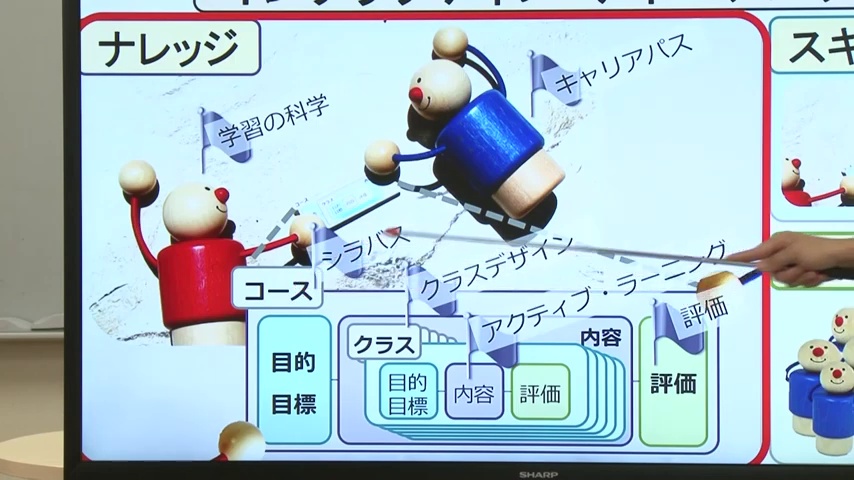 ナレッジ
スキ
キャリアパス
学習の科学
シラバス
クラスデザイン
アクティブ・ラーニング
評価
コース
目的
目標
クラス
内容
目的
目標
内容
評価
評価
SHARP